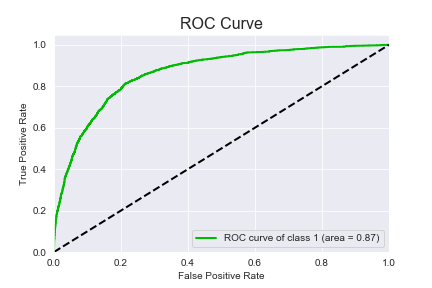 ROC Curve
1.0
0.8
0.6
0.4
0.2
0.0
True Positive Rate
ROC curve of class 1 (area = 0.87)
0.0 0.2 0.4 0.6 0.8 1.0
False Positive Rate